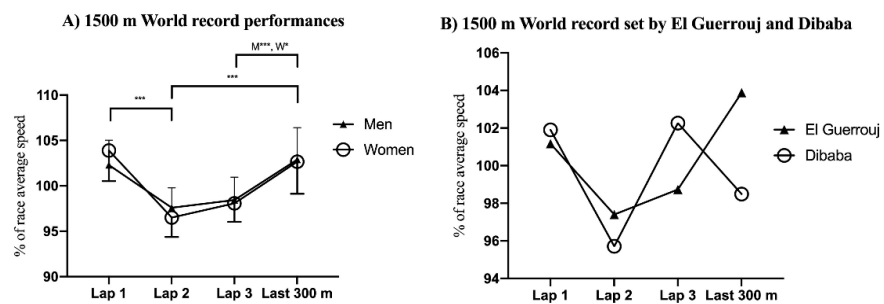 A) 1500 m World record performances
M***, W*
***
***
% of race average speed
110
105
100
95
90
Lap 1 Lap 2 Lap 3 Last 300 m
Men
Women
B) 1500 m World record set by El Guerrouj and Dibaba
% of race average speed
106
104
102
100
98
96
94
Lap 1 Lap 2 Lap 3 Last 300 m
El Guerrouj
Dibaba